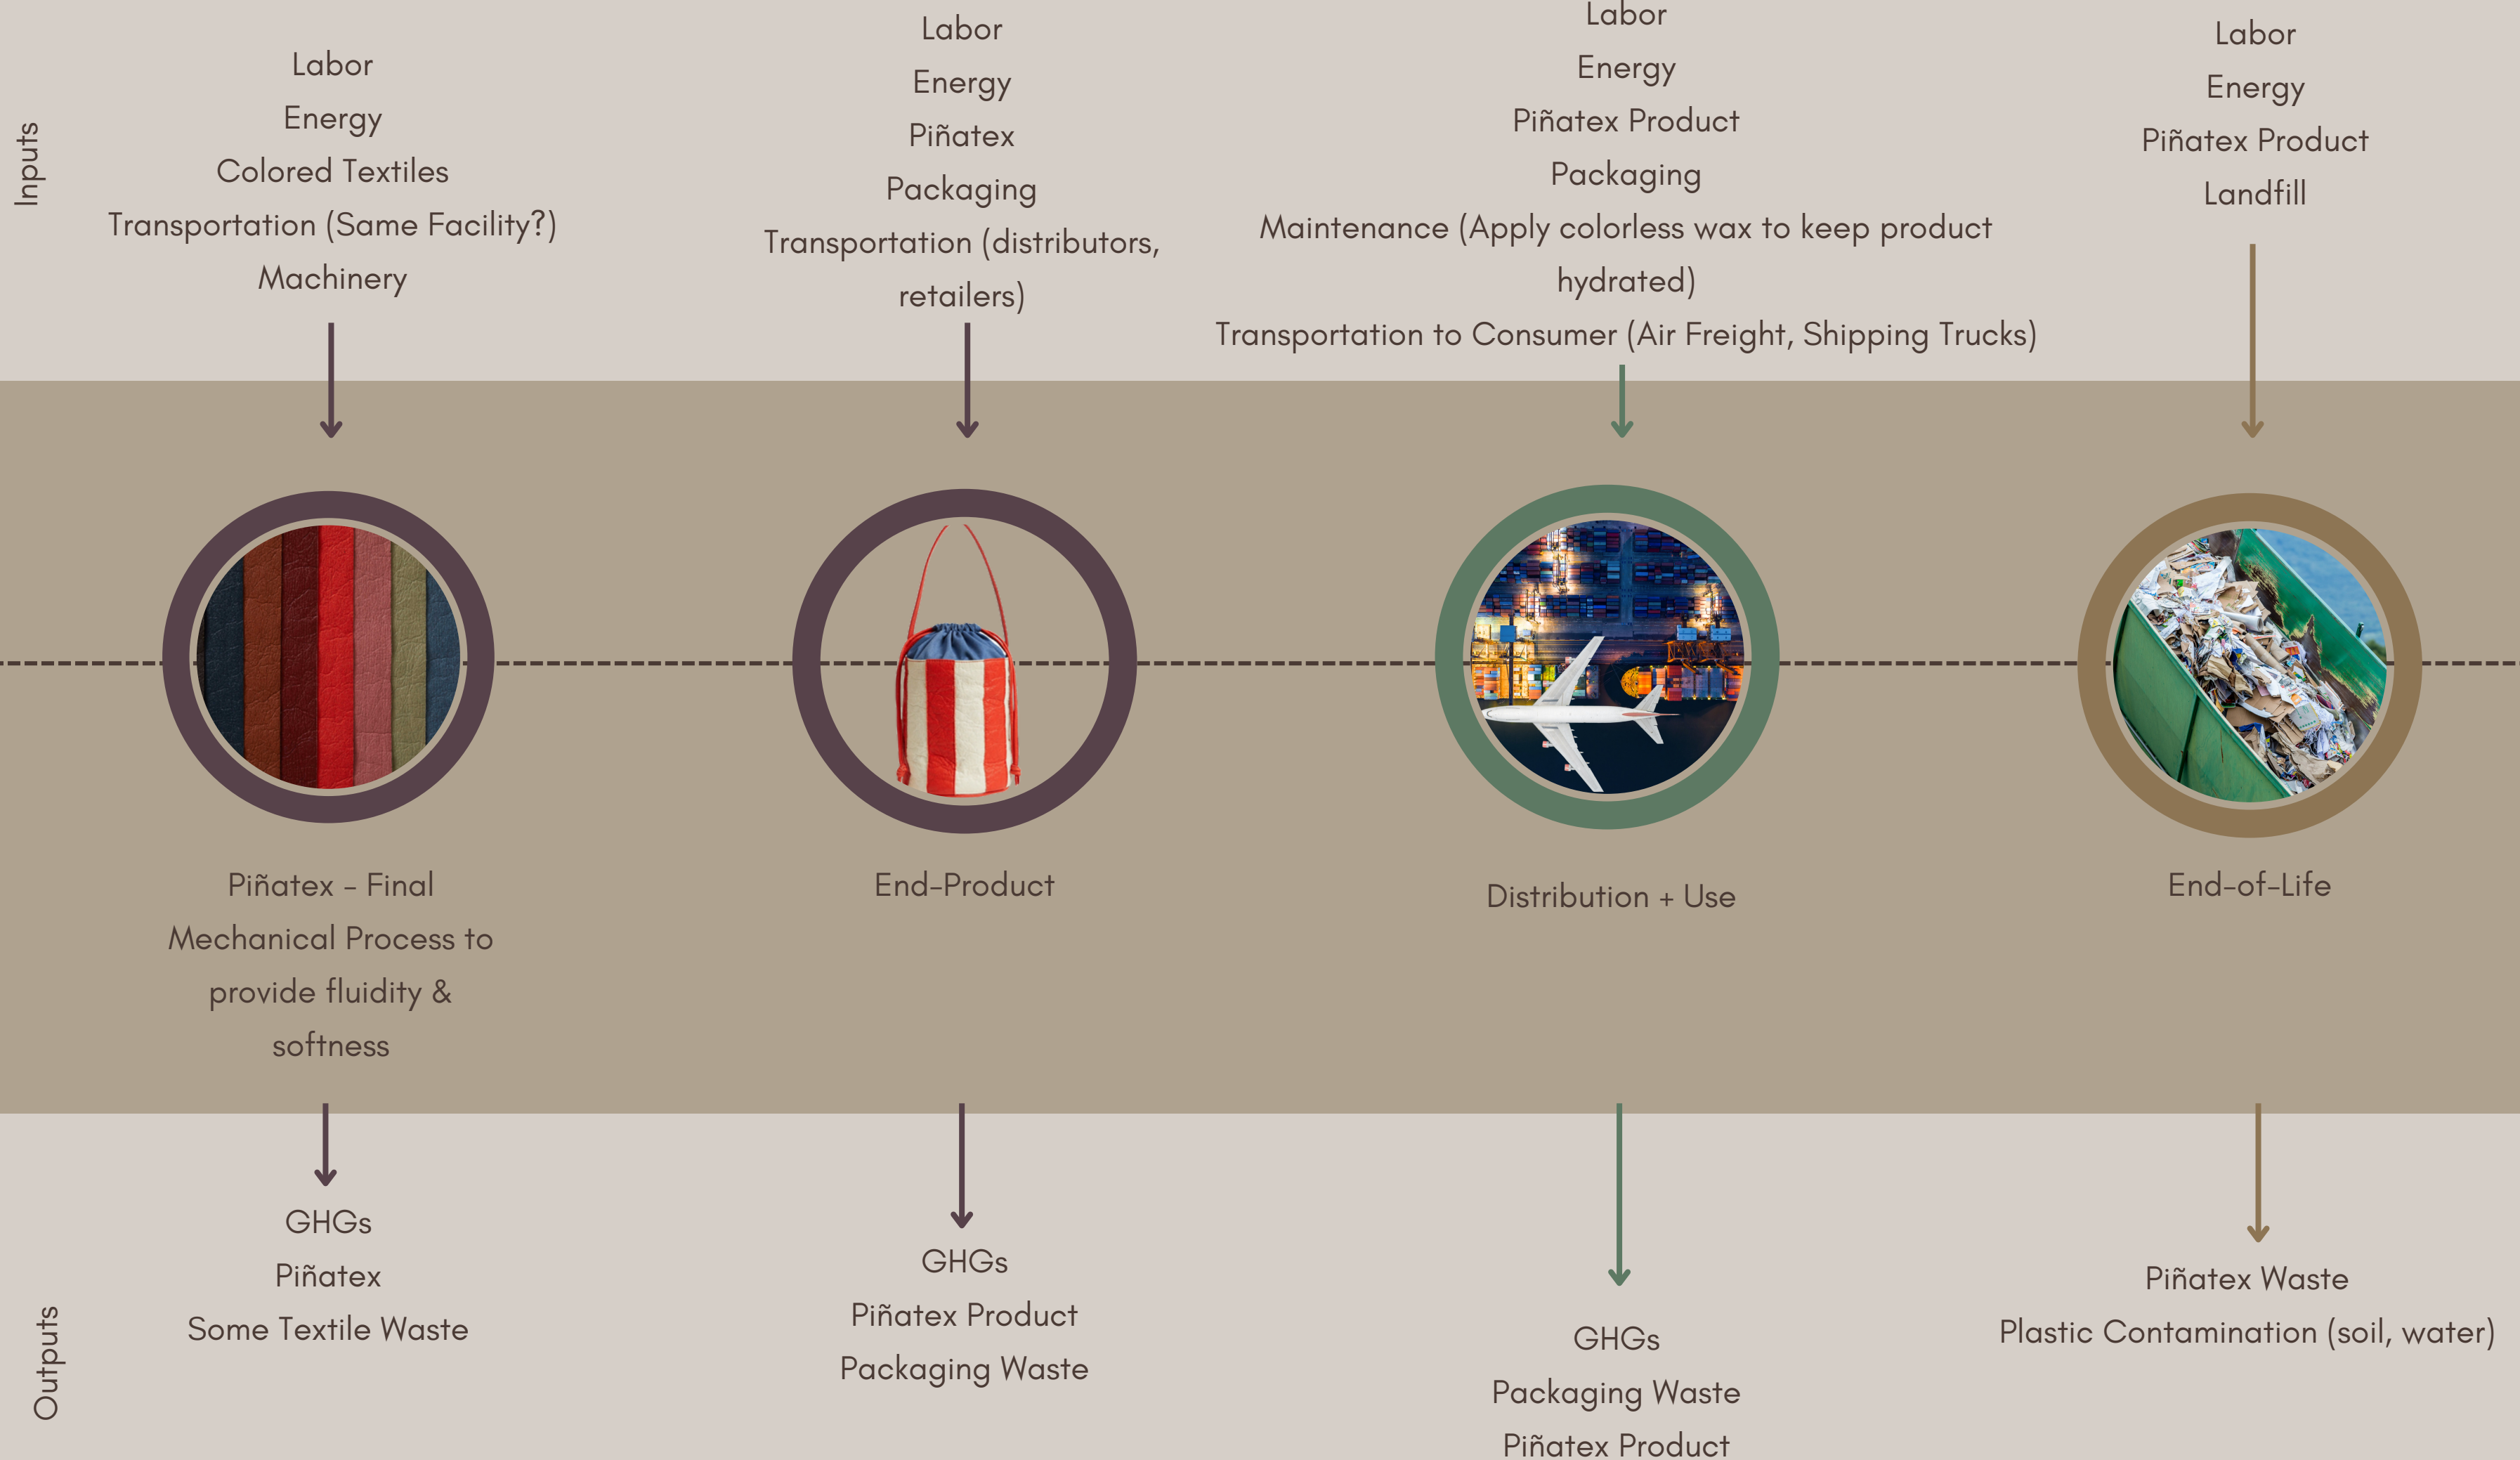 Inputs
Labor
Energy
Colored Textiles
Transportation (Same Facility?)
Machinery
Labor
Energy
Piñatex
Packaging
Transportation (distributors,
retailers)
Labor
Energy
Piñatex Product
Packaging
Maintenance (Apply colorless wax to keep product
hydrated)
Transportation to Consumer (Air Freight, Shipping Trucks)
Labor
Energy
Piñatex Product
Landfill
Piñatex - Final
Mechanical Process to
provide fluidity &
softness
End-Product
Distribution + Use
End-of-Life
Outputs
GHGs
Piñatex
Some Textile Waste
GHGs
Piñatex Product
Packaging Waste
GHGs
Packaging Waste
Piñatex Product
Piñatex Waste
Plastic Contamination (soil, water)